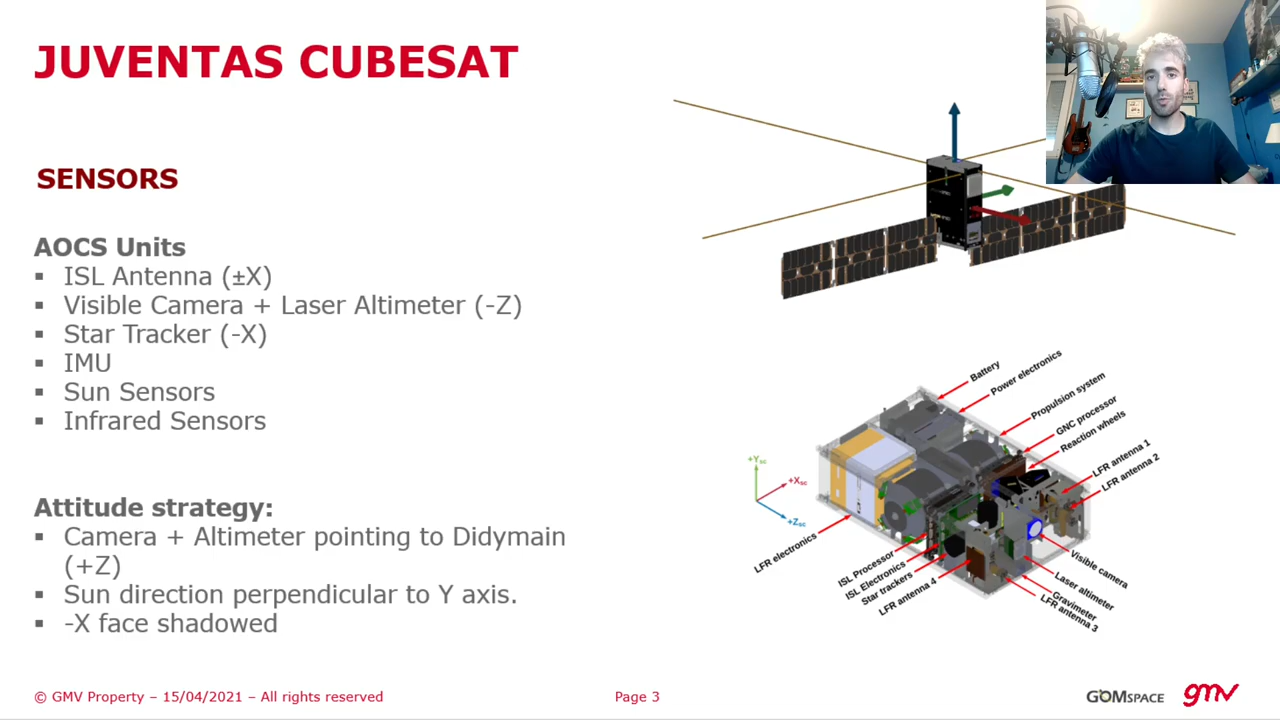 JUVENTAS CUBESAT
SENSORS
AOCS Units
▪ ISL Antenna (±X)
▪ Visible Camera + Laser Altimeter (-Z)
▪ Star Tracker (-X)
▪ IMU
▪ Sun Sensors
▪ Infrared Sensors
Attitude strategy:
▪ Camera + Altimeter pointing to Didymain
(+Z)
▪ Sun direction perpendicular to Y axis.
▪ -X face shadowed
Battery
Power electronics
Propulsion system
GNC processor
Reaction wheels
LFR antenna 1
LFR antenna 2
+Ysc
+Xsc
+Zsc
LFR electronics
ISL Processor
ISL Electronics
Star trackers
LFR antenna 4
Visible camera
Laser altimeter
Gravimeter
LFR antenna 3
© GMV Property – 15/04/2021 – All rights reserved
Page 3
GOMSPACE
gmv